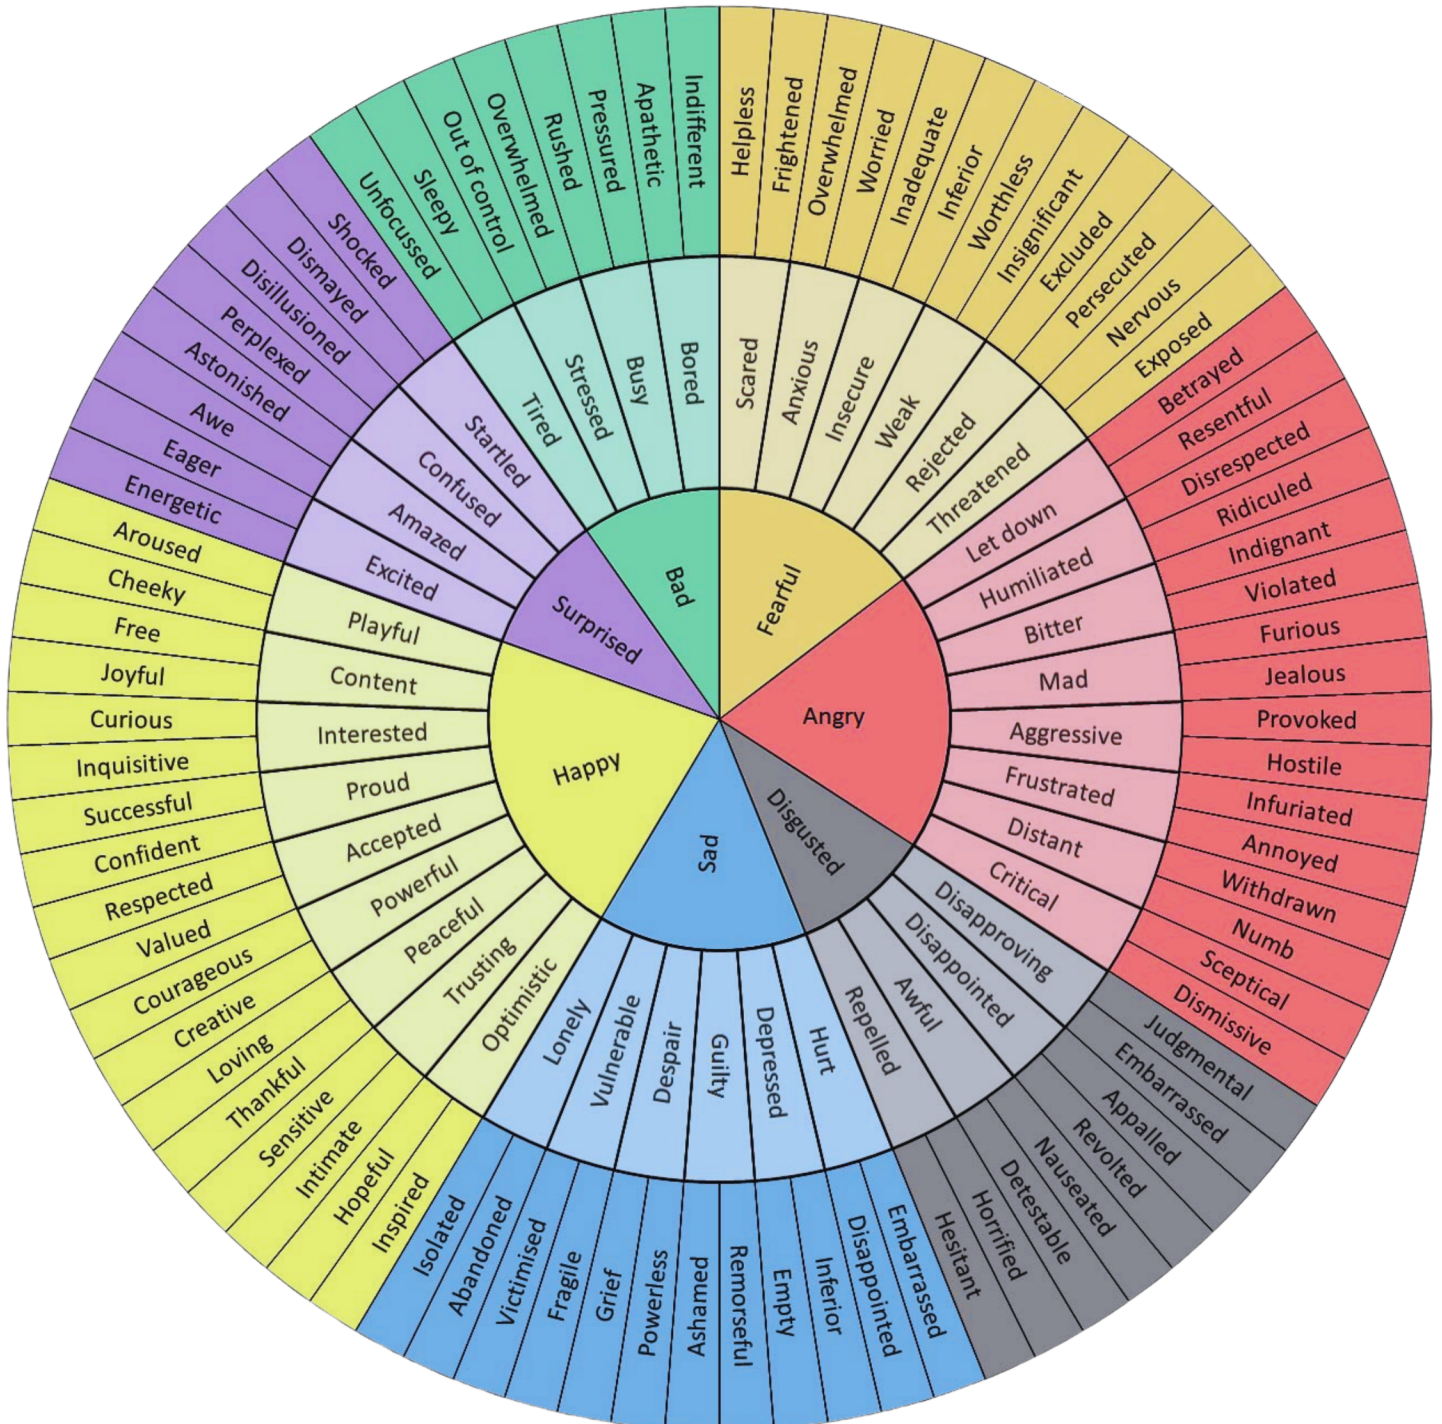 Fearful
Angry
Disgusted
Sad
Happy
Surprised
Bad
Scared
Anxious
Insecure
Weak
Rejected
Threatened
Let down
Humiliated
Bitter
Mad
Aggressive
Frustrated
Distant
Critical
Disapproving
Disappointed
Awful
Repelled
Hurt
Depressed
Guilty
Despair
Vulnerable
Lonely
Optimistic
Trusting
Peaceful
Powerful
Accepted
Proud
Interested
Content
Playful
Excited
Amazed
Confused
Startled
Tired
Stressed
Busy
Bored
Helpless
Frightened
Overwhelmed
Worried
Inadequate
Inferior
Worthless
Insignificant
Excluded
Persecuted
Nervous
Exposed
Betrayed
Resentful
Disrespected
Ridiculed
Indignant
Violated
Furious
Jealous
Provoked
Hostile
Infuriated
Annoyed
Withdrawn
Numb
Sceptical
Dismissive
Judgmental
Embarrassed
Appalled
Revolted
Nauseated
Detestable
Horrified
Hesitant
Embarrassed
Disappointed
Inferior
Empty
Remorseful
Ashamed
Powerless
Grief
Fragile
Victimised
Abandoned
Isolated
Inspired
Hopeful
Intimate
Sensitive
Thankful
Loving
Creative
Courageous
Valued
Respected
Confident
Successful
Inquisitive
Curious
Joyful
Free
Cheeky
Aroused
Energetic
Eager
Awe
Astonished
Perplexed
Disillusioned
Dismayed
Shocked
Unfocussed
Sleepy
Out of control
Overwhelmed
Rushed
Pressured
Apathetic
Indifferent